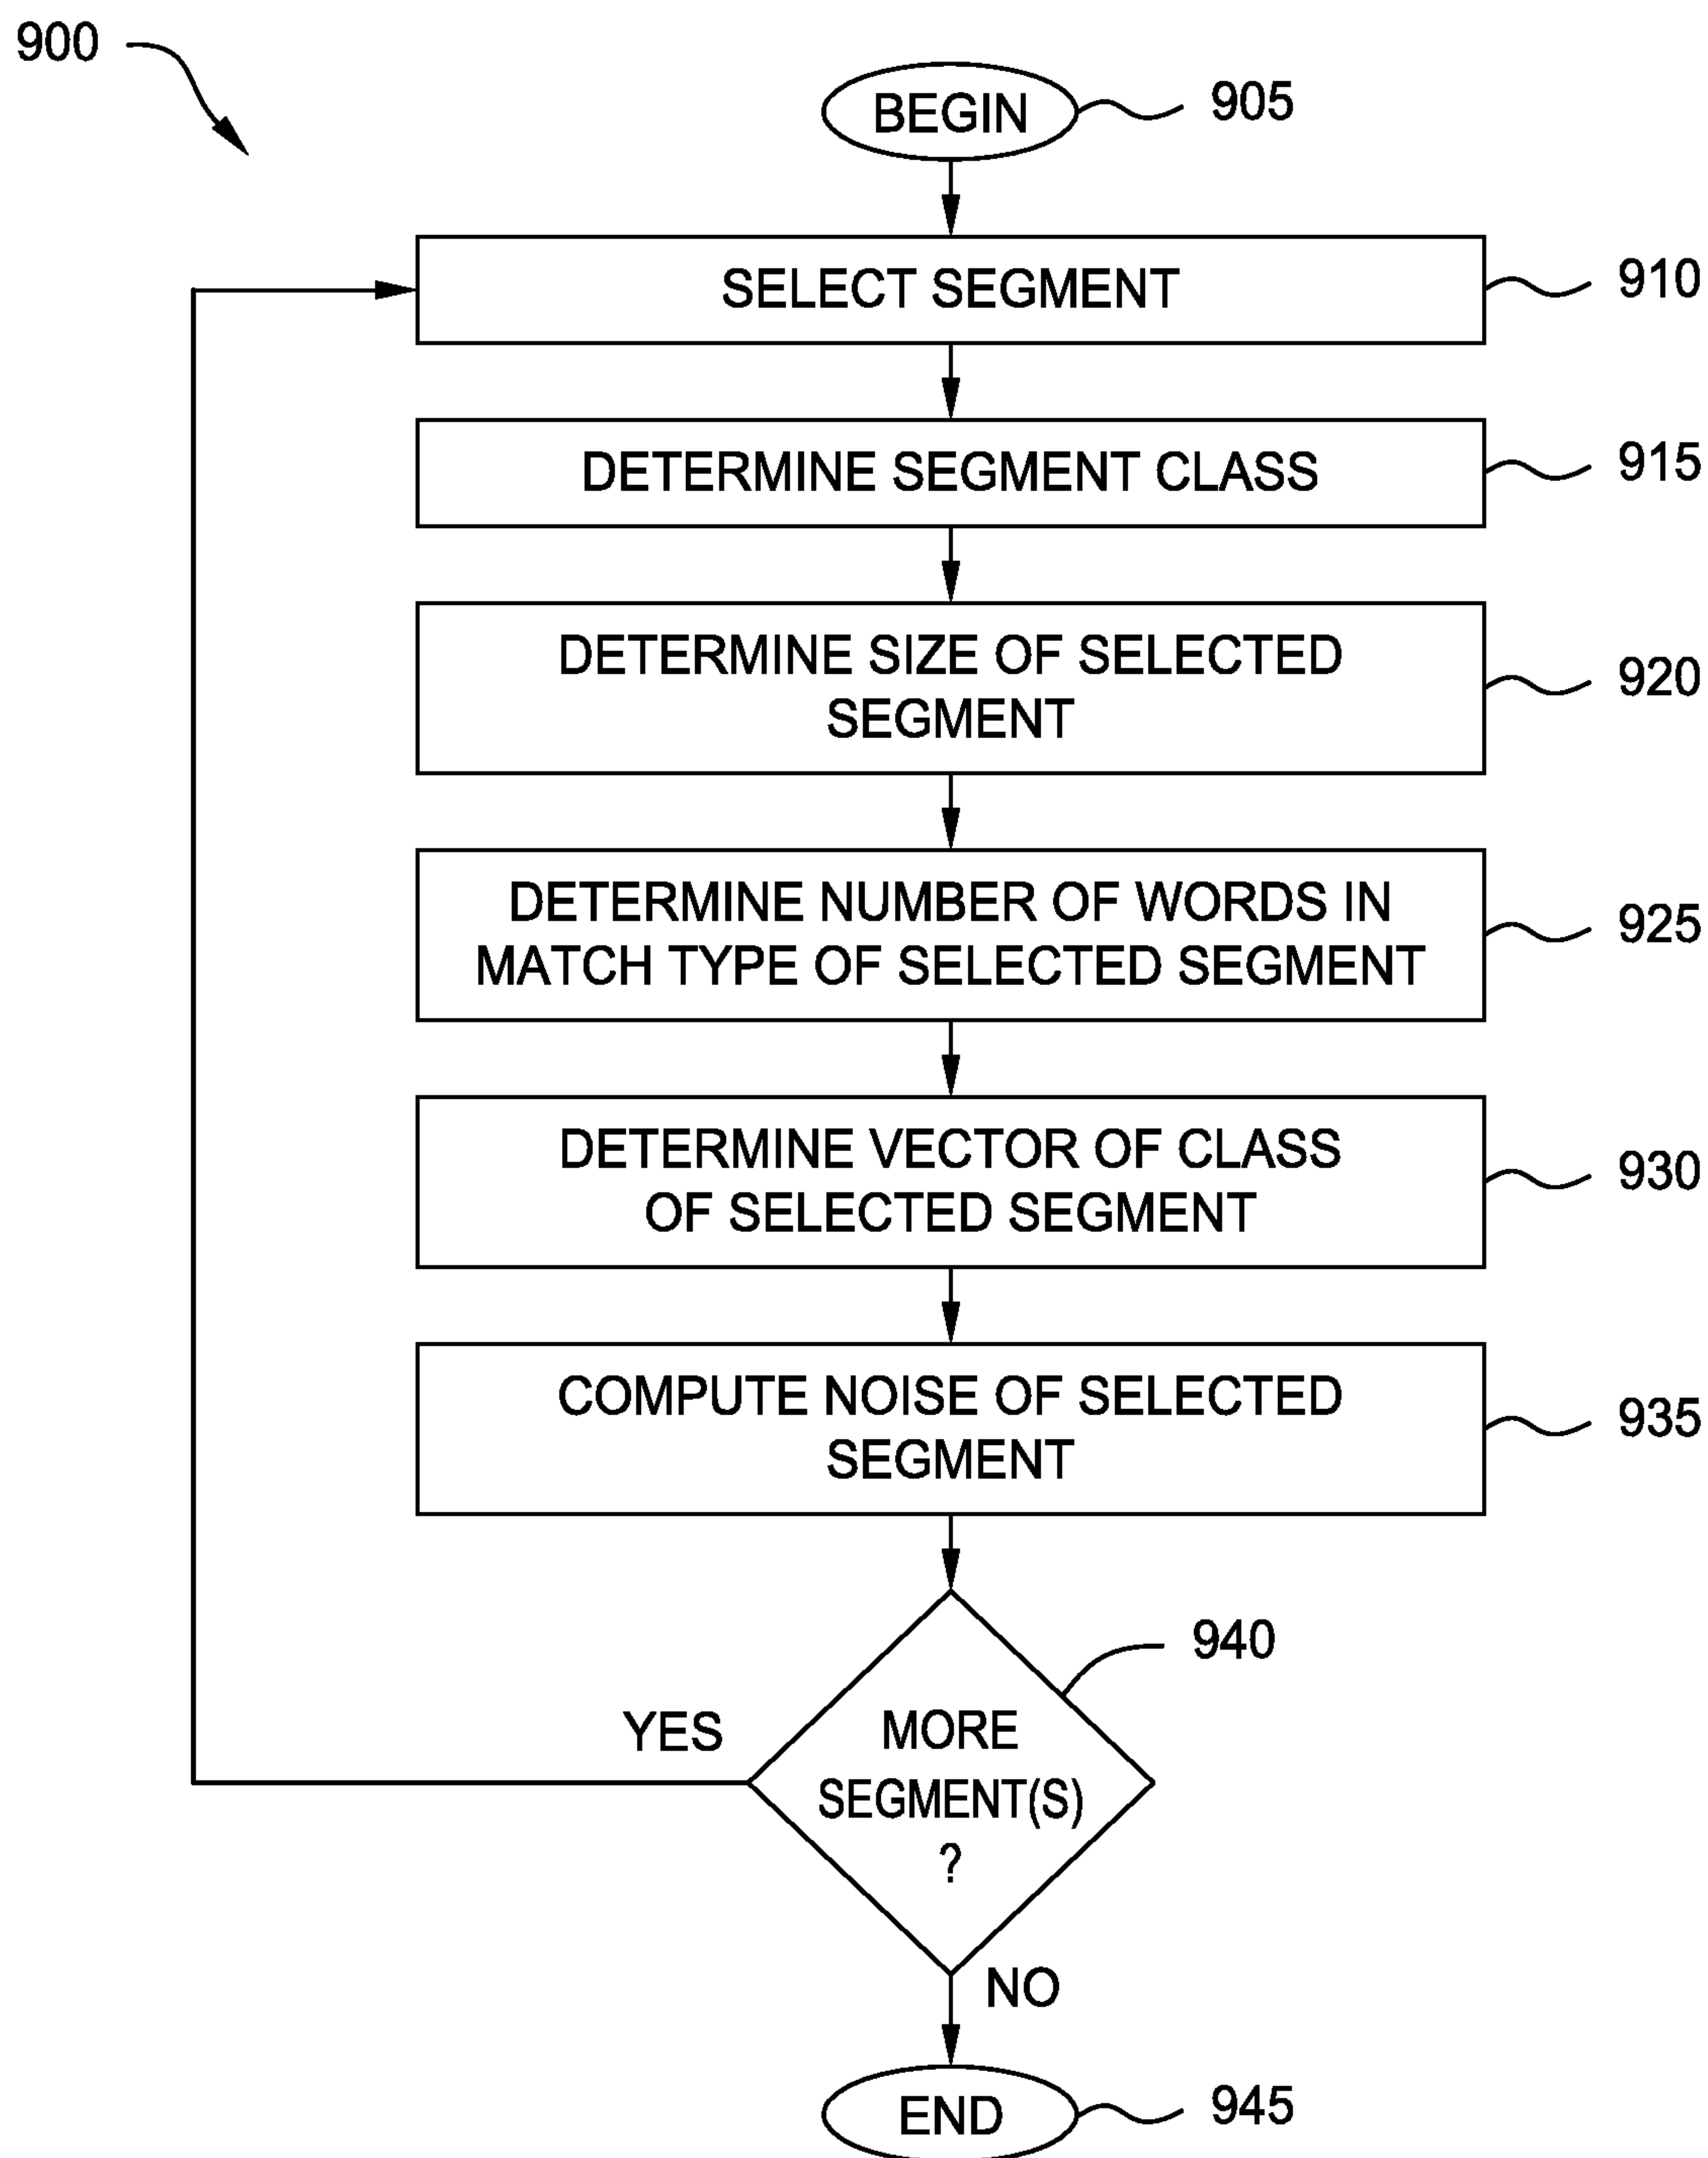 900
BEGIN
905
SELECT SEGMENT
910
DETERMINE SEGMENT CLASS
915
DETERMINE SIZE OF SELECTED
SEGMENT
920
DETERMINE NUMBER OF WORDS IN
MATCH TYPE OF SELECTED SEGMENT
925
DETERMINE VECTOR OF CLASS
OF SELECTED SEGMENT
930
COMPUTE NOISE OF SELECTED
SEGMENT
935
940
YES
MORE
SEGMENT(S)
?
NO
END
945